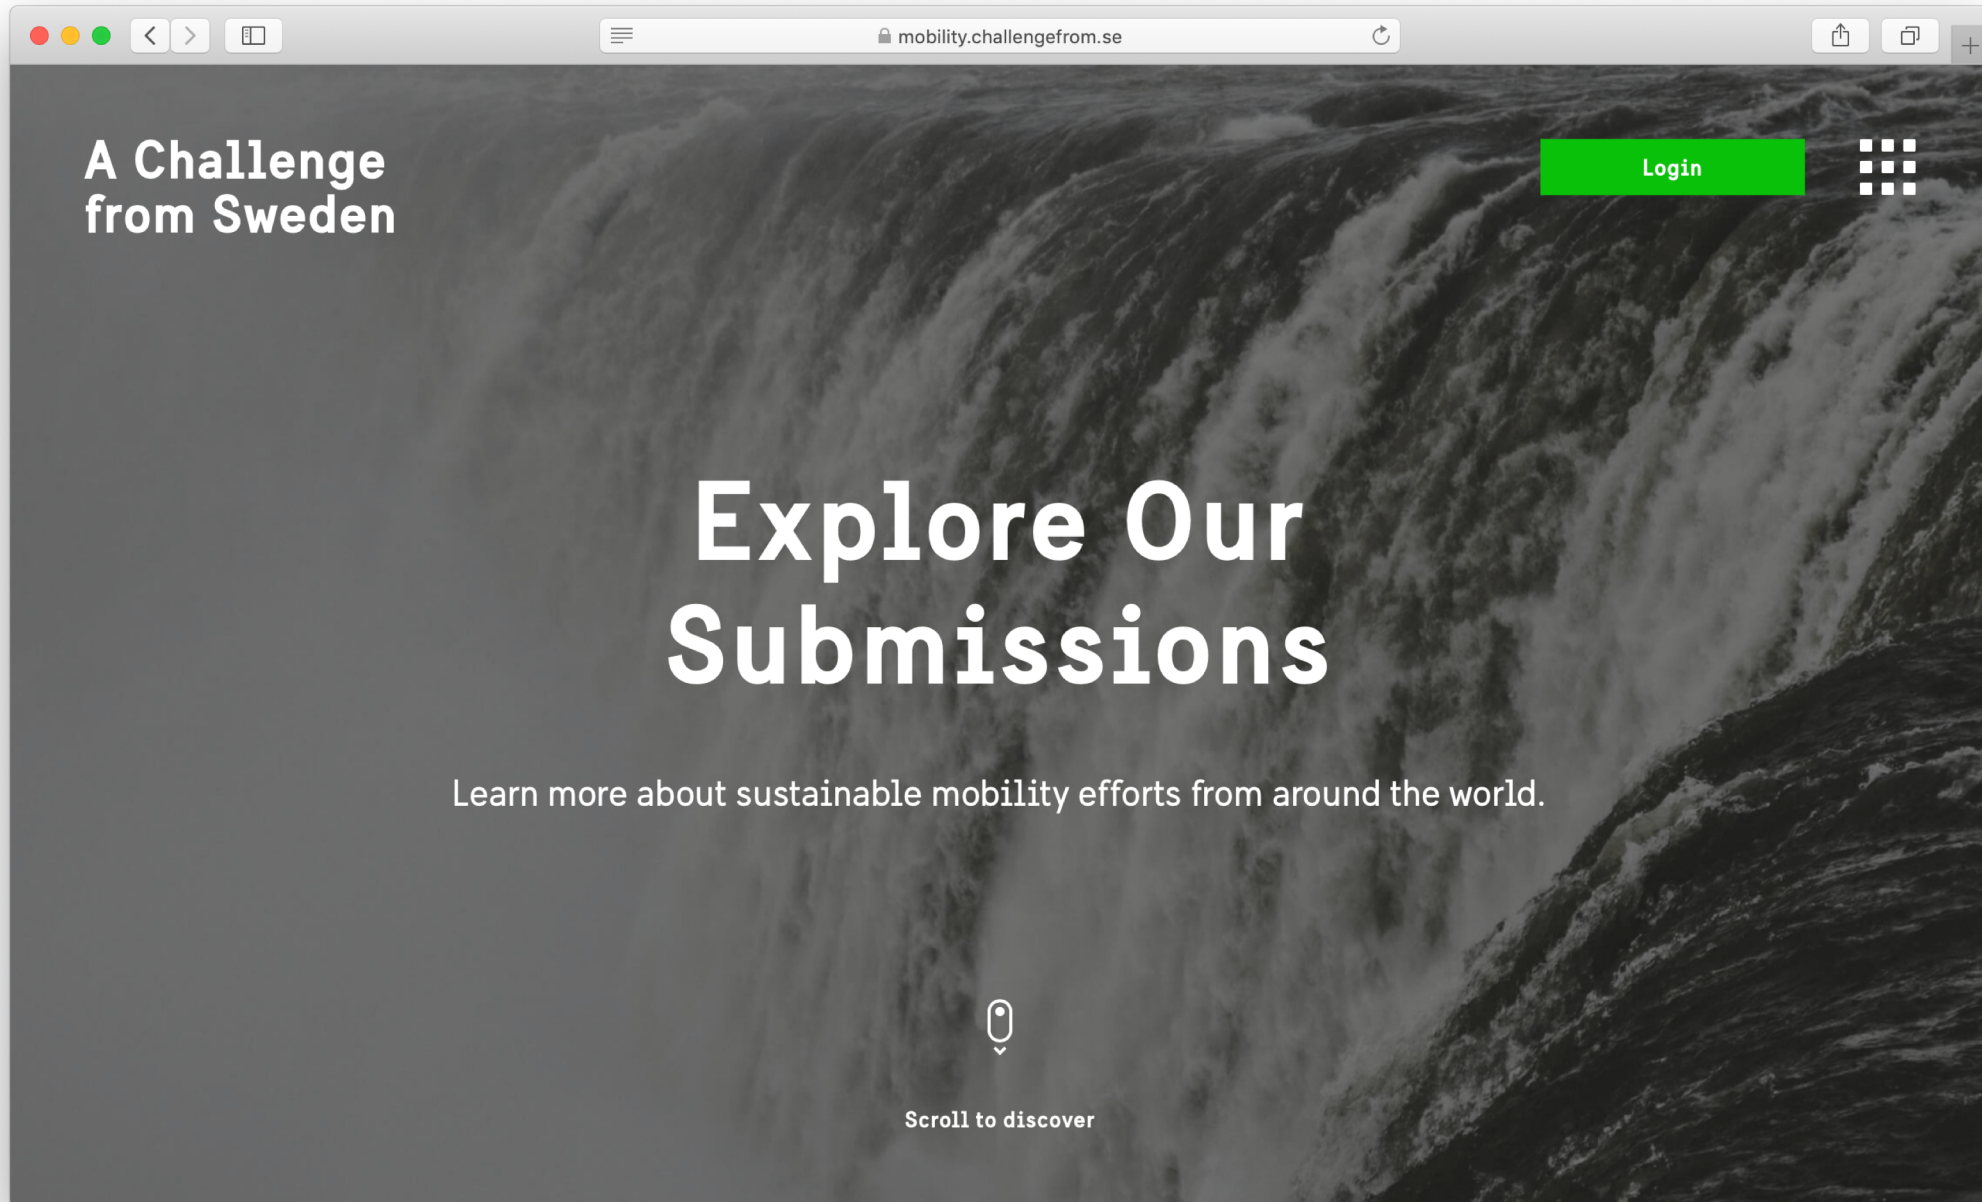 mobility.challengefrom.se
A Challenge
from Sweden
Login
Explore Our
Submissions
Learn more about sustainable mobility efforts from around the world.
Scroll to discover